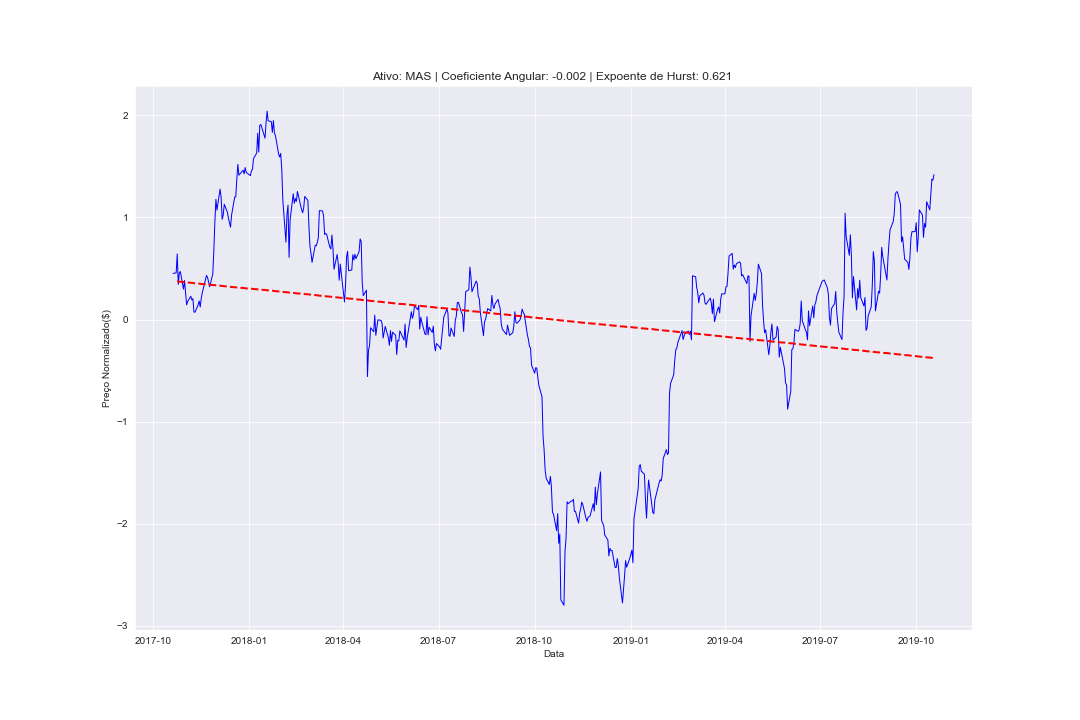 Ativo: MAS | Coeficiente Angular: -0.002 | Expoente de Hurst: 0.621
Preço Normalizado($)
2
1
0
−1
−2
−3
2017-10 2018-01 2018-04 2018-07 2018-10 2019-01 2019-04 2019-07 2019-10
Data